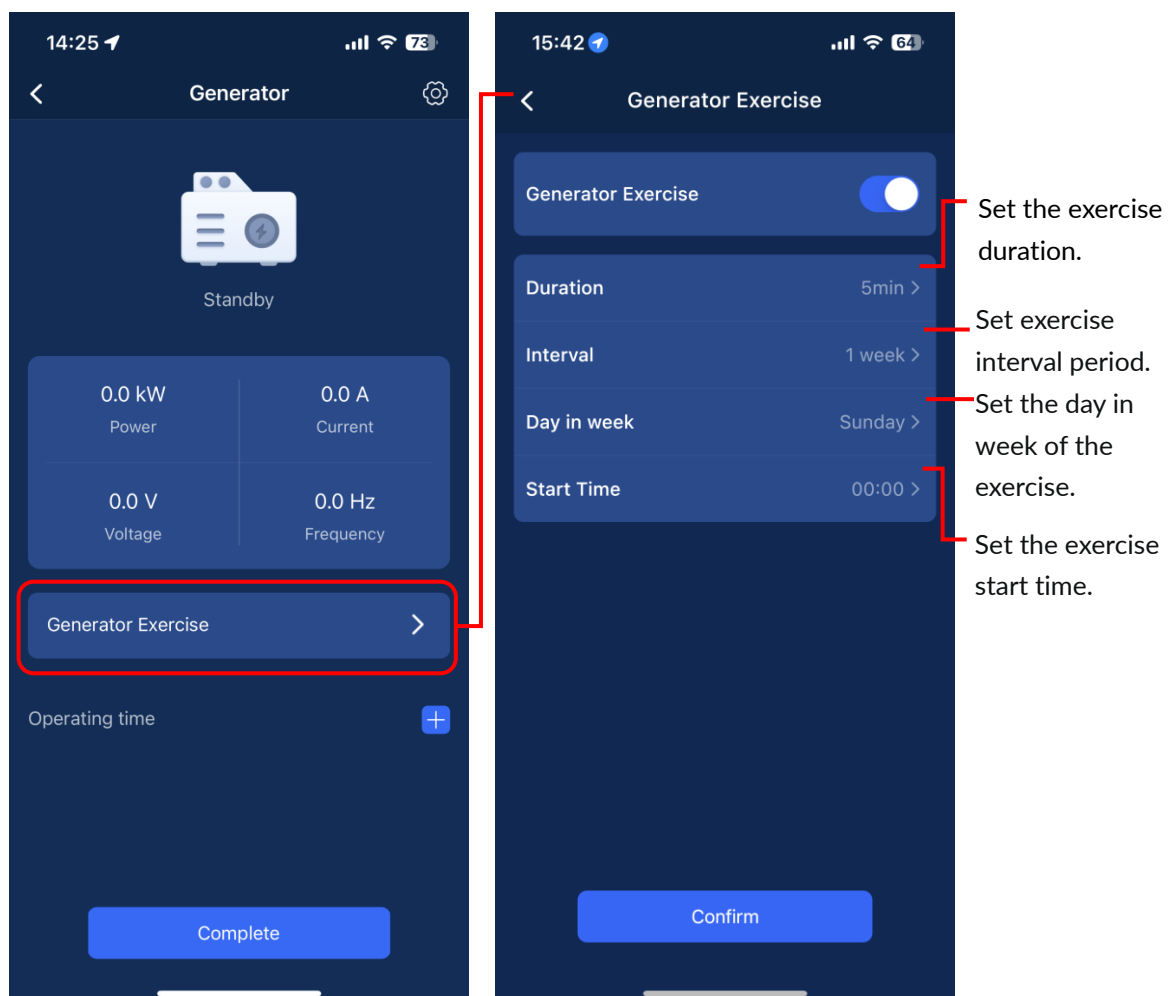 14:25
73
Generator
Standby
0.0 kW
0.0 A
Power
Current
0.0 V
0.0 Hz
Voltage
Frequency
Generator Exercise
Operating time
Complete
15:42
64
Generator Exercise
Generator Exercise
Duration
5min
Interval
1 week
Day in week
Sunday
Start Time
00:00
Confirm
Set the exercise
duration.
Set exercise
interval period.
Set the day in
week of the
exercise.
Set the exercise
start time.